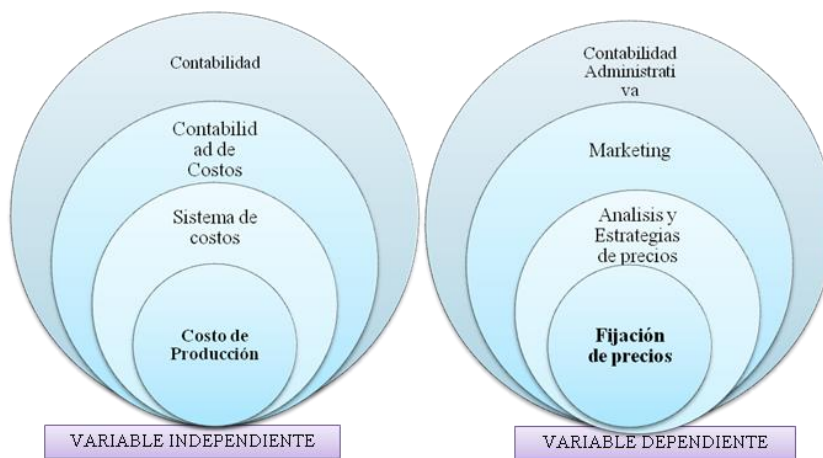 Contabilidad
Contabilid
ad de
Costos
Sistema de
costos
Costo de
Producción
VARIABLE INDEPENDIENTE
Contabilidad
Administrati
va
Marketing
Analisis y
Estrategias
de precios
Fijación
de precios
VARIABLE DEPENDIENTE